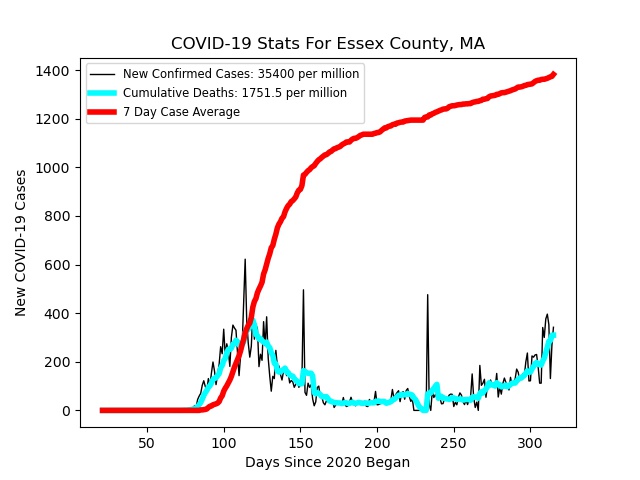 COVID-19 Stats For Essex County, MA
New Confirmed Cases: 35400 per million
Cumulative Deaths: 1751.5 per million
7 Day Case Average
New COVID-19 Cases
1400
1200
1000
800
600
400
200
0
50 100 150 200 250 300
Days Since 2020 Began